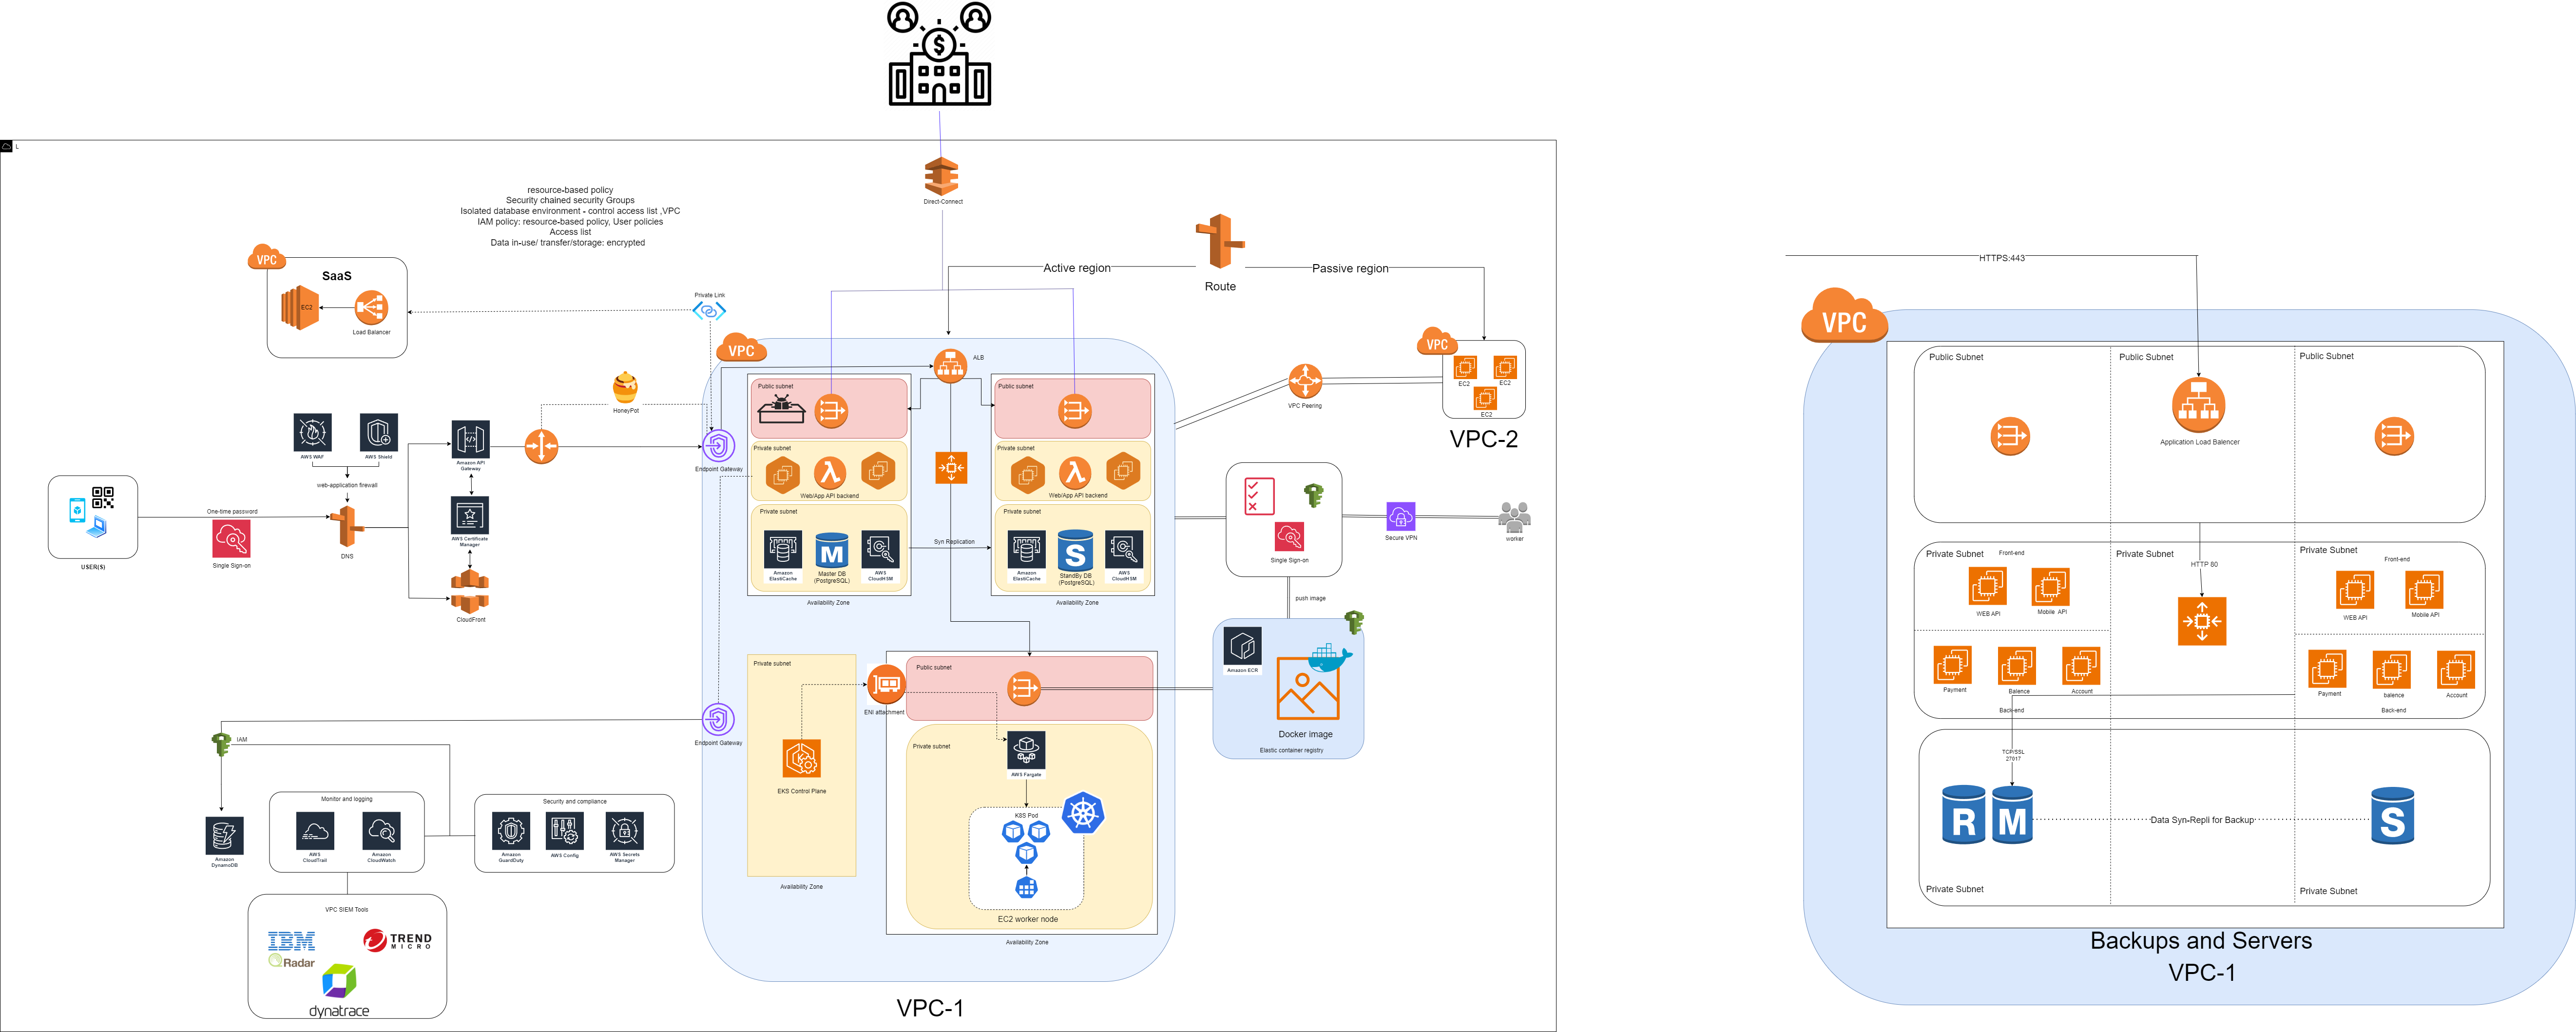 L
Direct-Connect
resource-based policy
Security chained security Groups
Isolated database environment - control access list ,VPC
IAM policy: resource-based policy, User policies
Access list
Data in-use/ transfer/storage: encrypted
VPC
SaaS
EC2
Load Balancer
Private Link
Active region
Passive region
Route
VPC
ALB
VPC
EC2
EC2
EC2
VPC Peering
VPC-2
HoneyPot
AWS WAF
AWS Shield
web-application firewall
Amazon API
Gateway
Endpoint Gateway
One-time password
Single Sign-on
DNS
AWS Certificate
Manager
CloudFront
USER(S)
Public subnet
Private subnet
Web/App API backend
Private subnet
Amazon
ElastiCache
M
Master DB
(PostgreSQL)
AWS
CloudHSM
Availability Zone
Syn Replication
Public subnet
Private subnet
Web/App API backend
Private subnet
Amazon
ElastiCache
S
StandBy DB
(PostgreSQL)
AWS
CloudHSM
Availability Zone
Single Sign-on
Secure VPN
worker
push image
Amazon ECR
Docker image
Elastic container registry
Private subnet
EKS Control Plane
Availability Zone
ENI attachment
Public subnet
Private subnet
AWS Fargate
K8S Pod
EC2 worker node
Availability Zone
Endpoint Gateway
IAM
Amazon
DynamoDB
Monitor and logging
AWS
CloudTrail
Amazon
CloudWatch
Security and compliance
Amazon
GuardDuty
AWS Config
AWS Secrets
Manager
VPC SIEM Tools
IBM
QRadar
TREND
MICRO
dynatrace
VPC-1
HTTPS:443
VPC
Public Subnet
Public Subnet
Public Subnet
Application Load Balencer
Private Subnet
Front-end
Private Subnet
Private Subnet
Front-end
HTTP 60
WEB API
Mobile API
WEB API
Mobile API
Payment
Balence
Account
Back-end
Payment
balence
Account
Back-end
TCP/SSL
27017
R
M
Data Syn-Repli for Backup
S
Private Subnet
Private Subnet
Backups and Servers
VPC-1